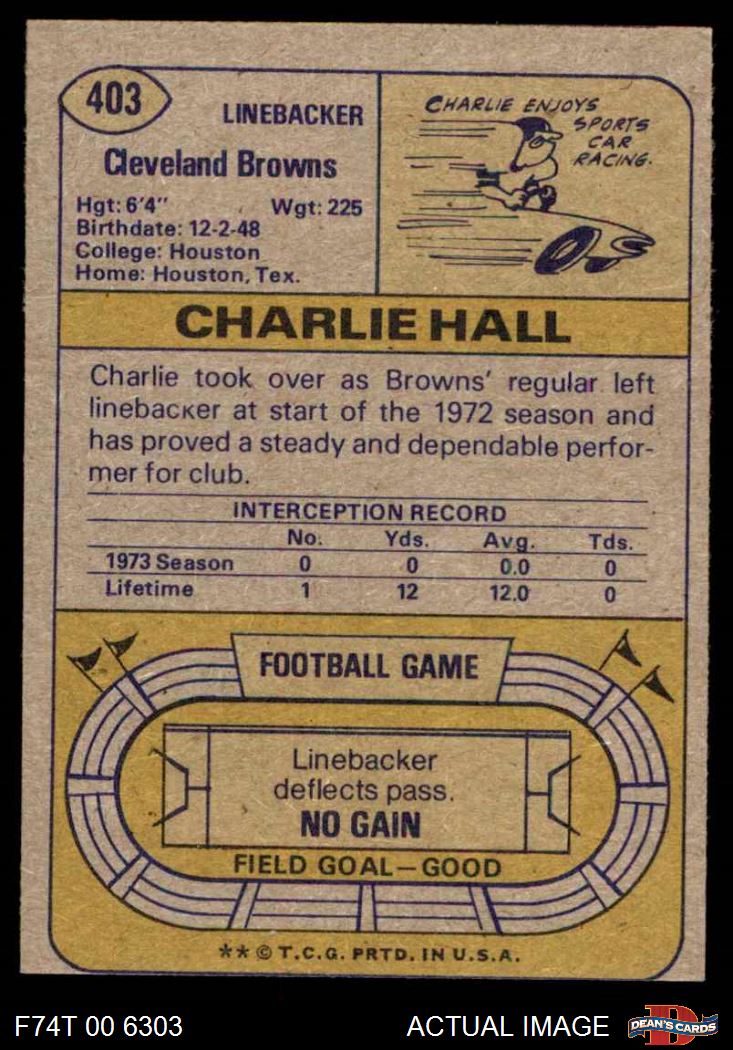 403
LINEBACKER
Cleveland Browns
Hgt: 6'4" Wgt: 225
Birthdate: 12-2-48
College: Houston
Home: Houston, Tex.
CHARLIE ENJOYS
SPORTS
CAR
RACING.
CHARLIE HALL
Charlie took over as Browns' regular left
linebacker at start of the 1972 season and
has proved a steady and dependable perfor-
mer for club.
INTERCEPTION RECORD
No. Yds. Avg. Tds.
1973 Season 0 0 0.0 0
Lifetime 1 12 12.0 0
FOOTBALL GAME
Linebacker
deflects pass.
NO GAIN
FIELD GOAL—GOOD
** © T.C.G. PRTD. IN U.S.A.
F74T 00 6303 ACTUAL IMAGE D DEAN'S CARDS